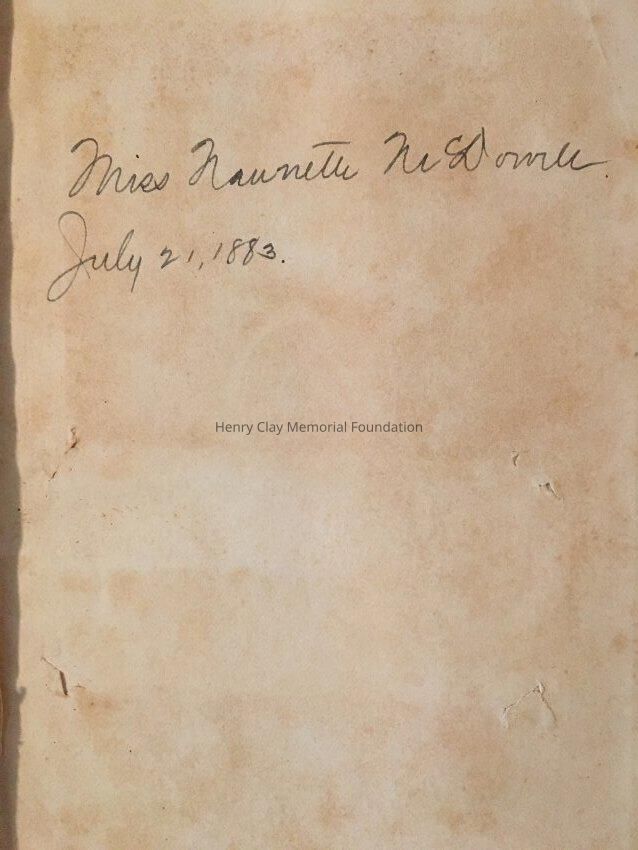 Miss Nannette McDowell
July 21, 1883.
Henry Clay Memorial Foundation